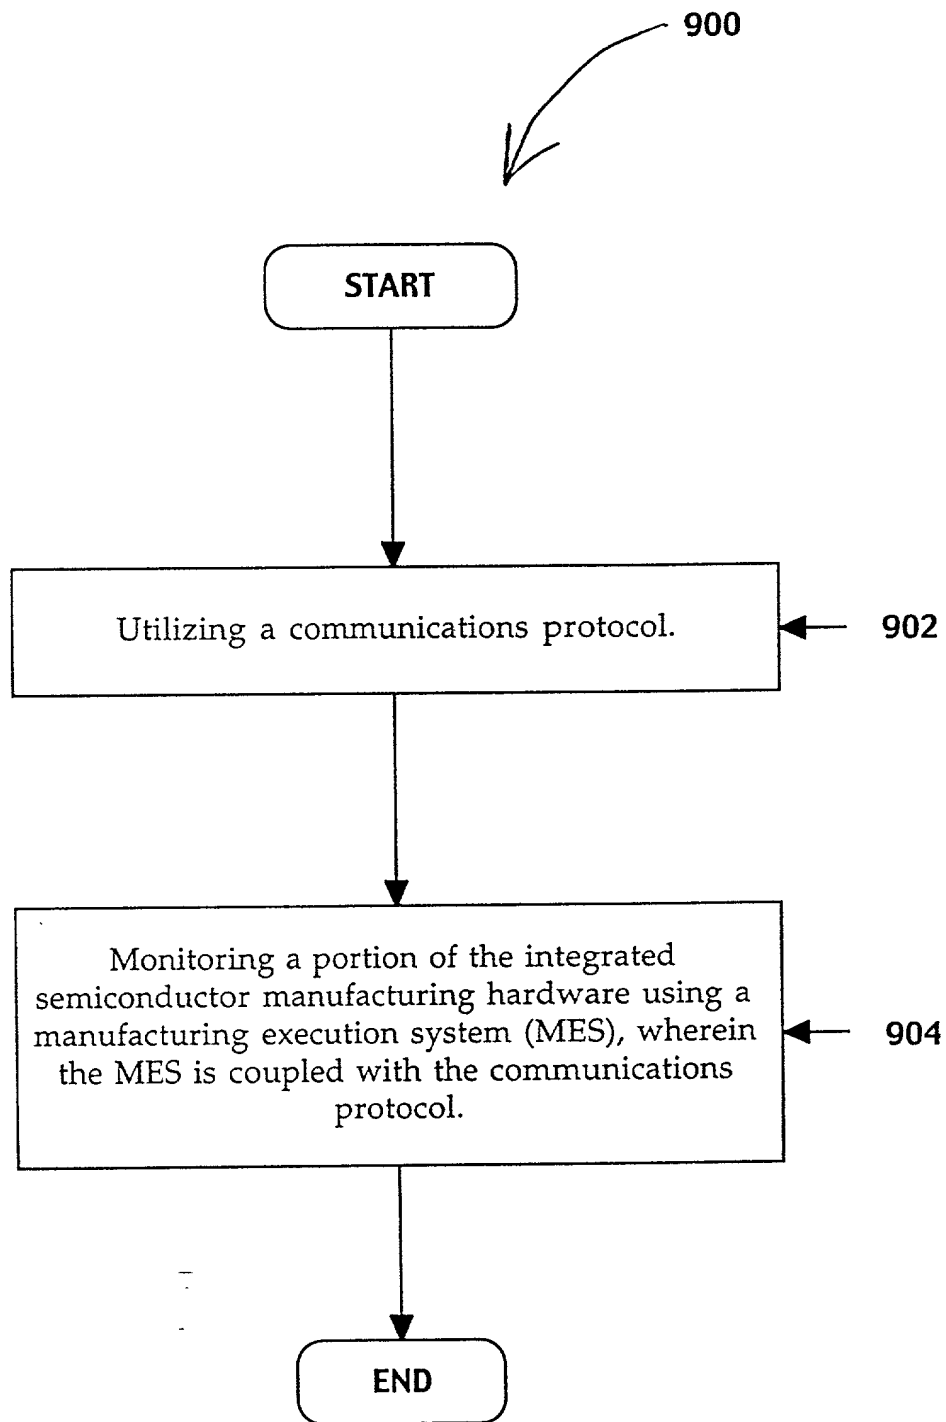 900
START
Utilizing a communications protocol.
902
Monitoring a portion of the integrated
semiconductor manufacturing hardware using a
manufacturing execution system (MES), wherein
the MES is coupled with the communications
protocol.
904
END